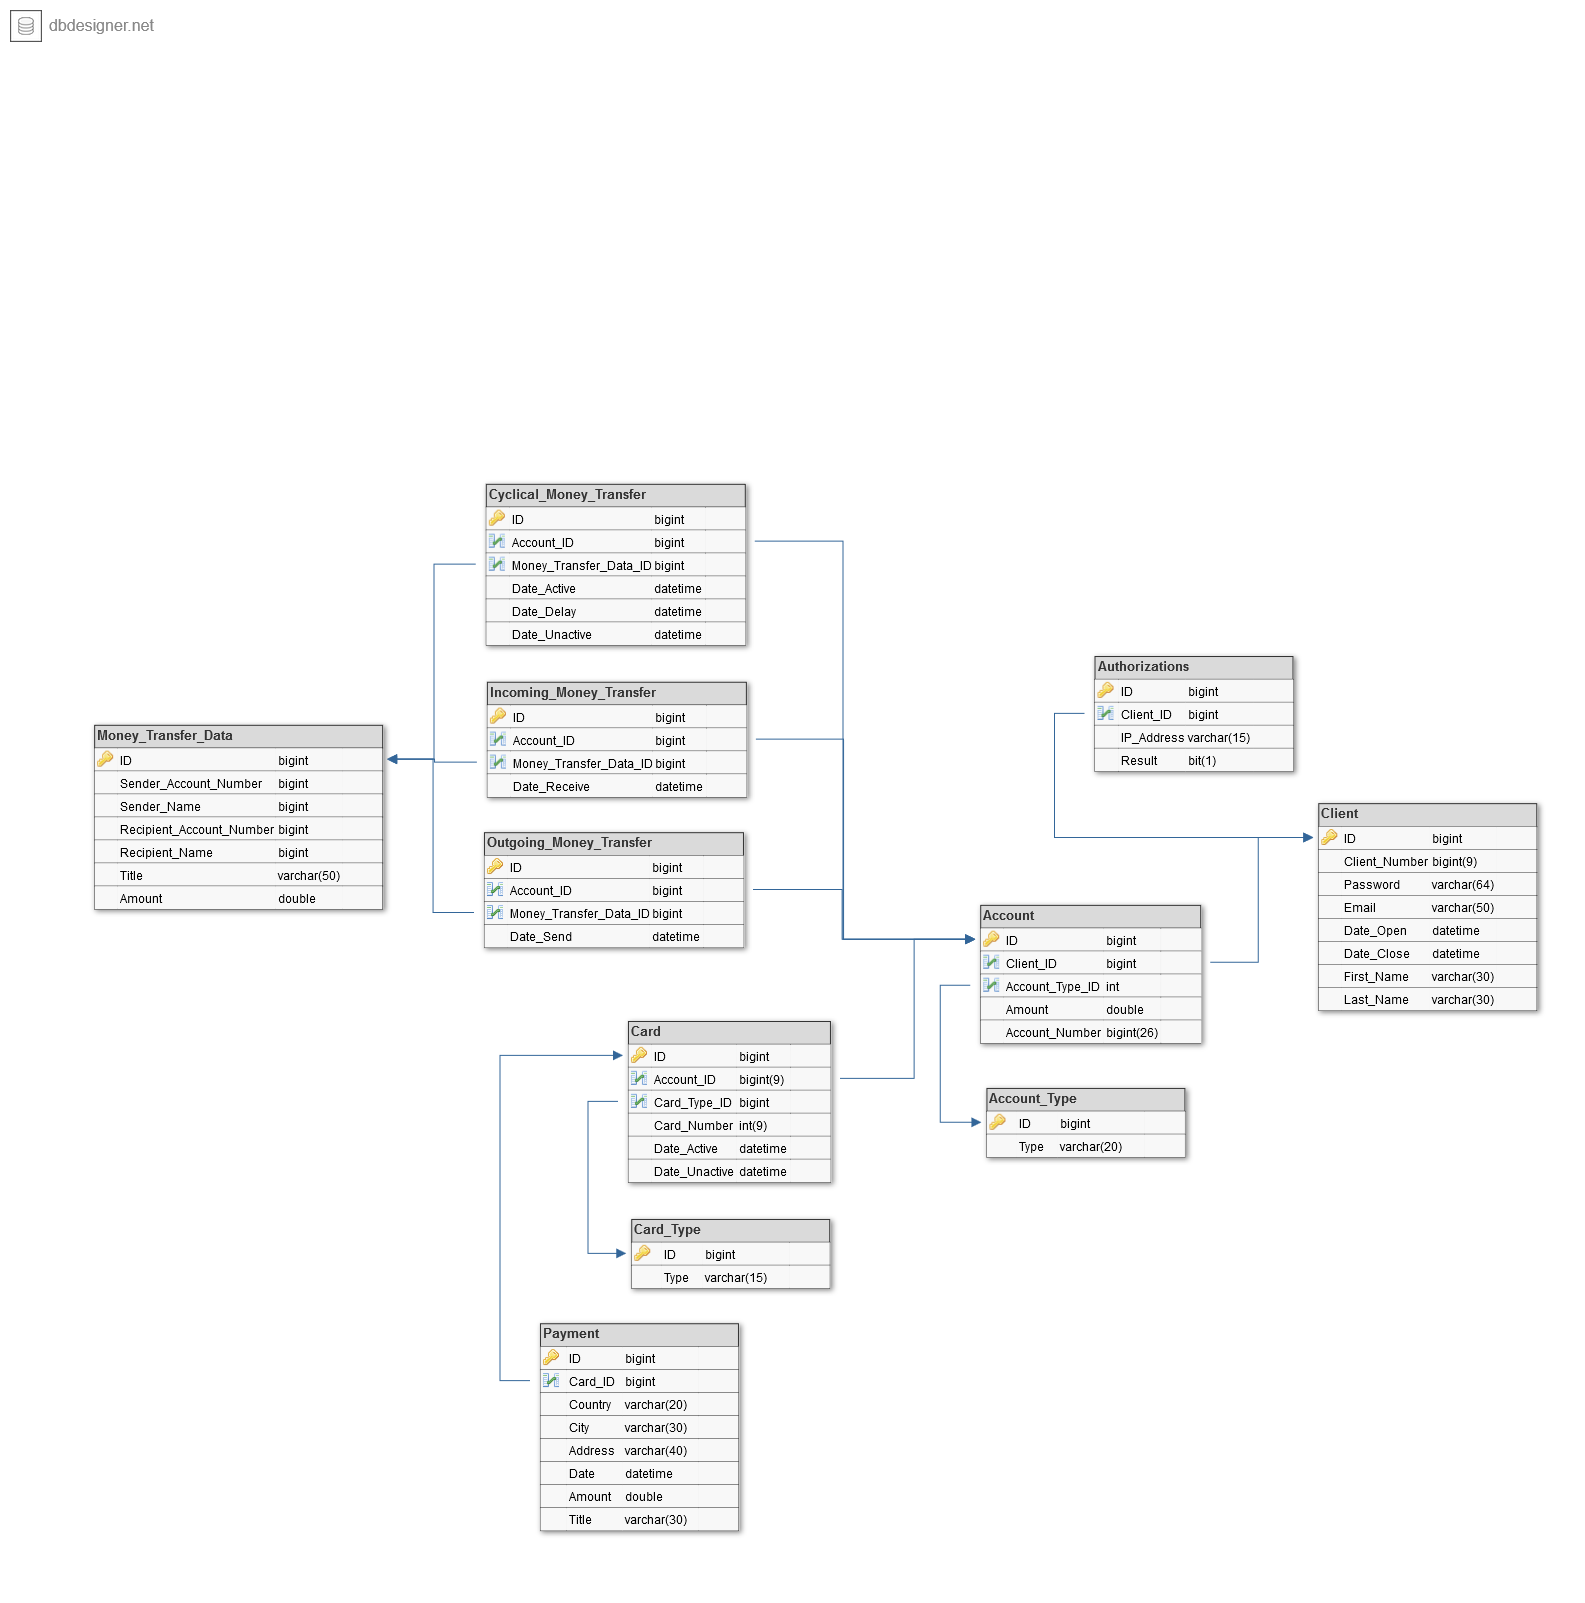 dbdesigner.net
Cyclical_Money_Transfer
ID bigint
Account_ID bigint
Money_Transfer_Data_ID bigint
Date_Active datetime
Date_Delay datetime
Date_Unactive datetime
Incoming_Money_Transfer
ID bigint
Account_ID bigint
Money_Transfer_Data_ID bigint
Date_Receive datetime
Money_Transfer_Data
ID bigint
Sender_Account_Number bigint
Sender_Name bigint
Recipient_Account_Number bigint
Recipient_Name bigint
Title varchar(50)
Amount double
Outgoing_Money_Transfer
ID bigint
Account_ID bigint
Money_Transfer_Data_ID bigint
Date_Send datetime
Authorizations
ID bigint
Client_ID bigint
IP_Address varchar(15)
Result bit(1)
Client
ID bigint
Client_Number bigint(9)
Password varchar(64)
Email varchar(50)
Date_Open datetime
Date_Close datetime
First_Name varchar(30)
Last_Name varchar(30)
Account
ID bigint
Client_ID bigint
Account_Type_ID int
Amount double
Account_Number bigint(26)
Card
ID bigint
Account_ID bigint(9)
Card_Type_ID bigint
Card_Number int(9)
Date_Active datetime
Date_Unactive datetime
Account_Type
ID bigint
Type varchar(20)
Card_Type
ID bigint
Type varchar(15)
Payment
ID bigint
Card_ID bigint
Country varchar(20)
City varchar(30)
Address varchar(40)
Date datetime
Amount double
Title varchar(30)